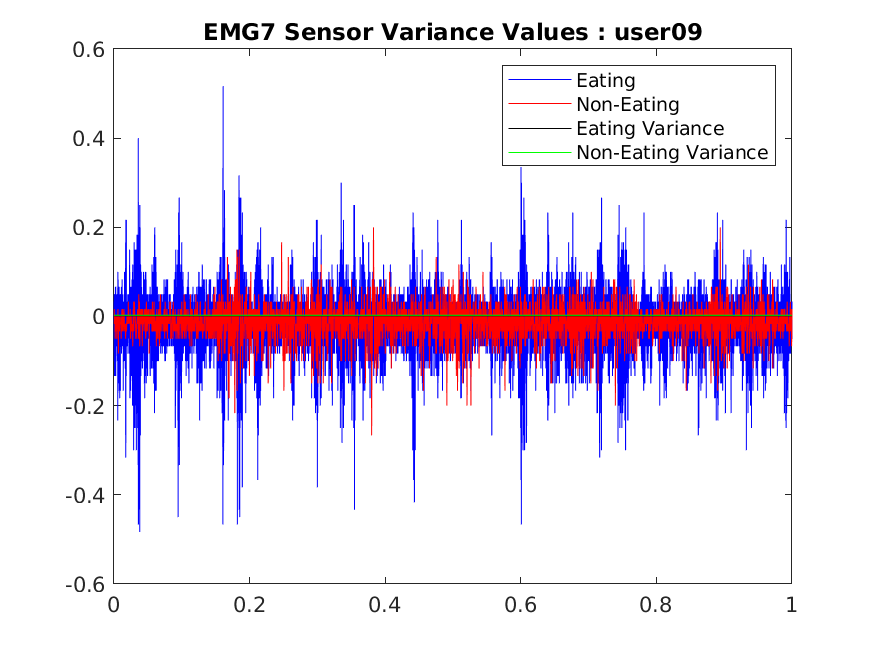 EMG7 Sensor Variance Values : user09
Eating
Non-Eating
Eating Variance
Non-Eating Variance
0.6
0.4
0.2
0
-0.2
-0.4
-0.6
0 0.2 0.4 0.6 0.8 1